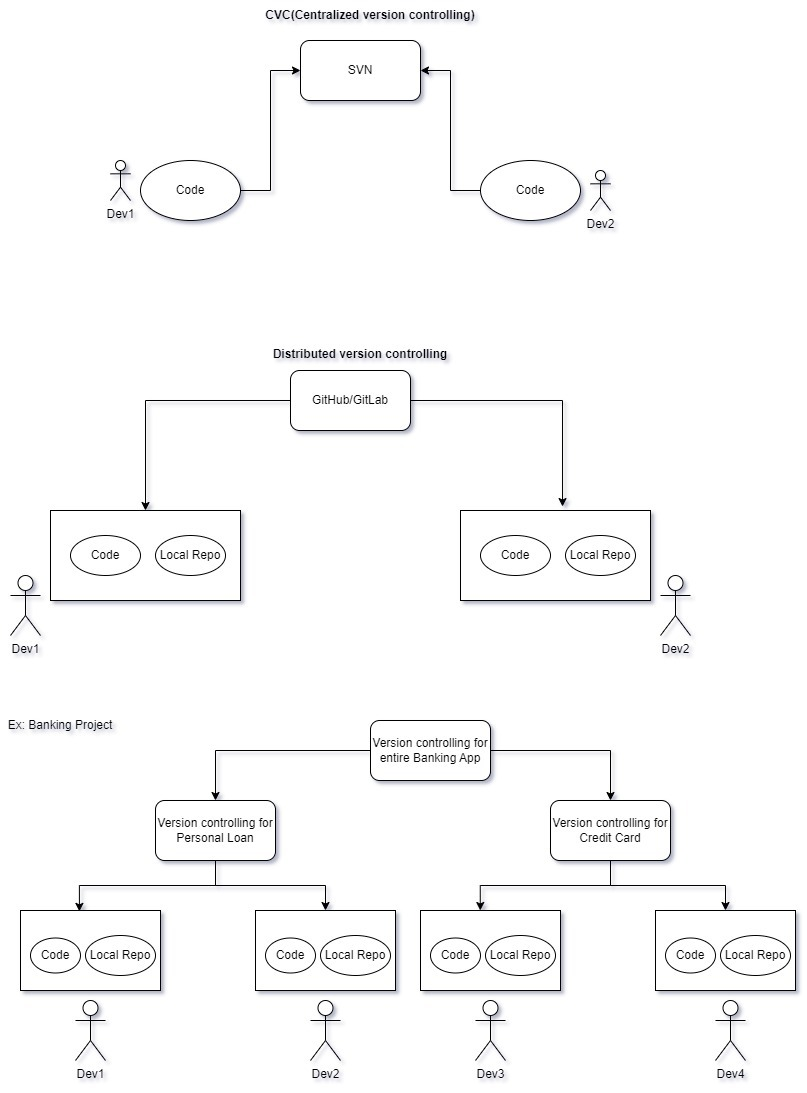 CVC(Centralized version controlling)
SVN
Code
Code
Dev1
Dev2
Distributed version controlling
GitHub/GitLab
Code
Local Repo
Code
Local Repo
Dev1
Dev2
Ex: Banking Project
Version controlling for
entire Banking App
Version controlling for
Personal Loan
Version controlling for
Credit Card
Code
Local Repo
Code
Local Repo
Code
Local Repo
Code
Local Repo
Dev1
Dev2
Dev3
Dev4